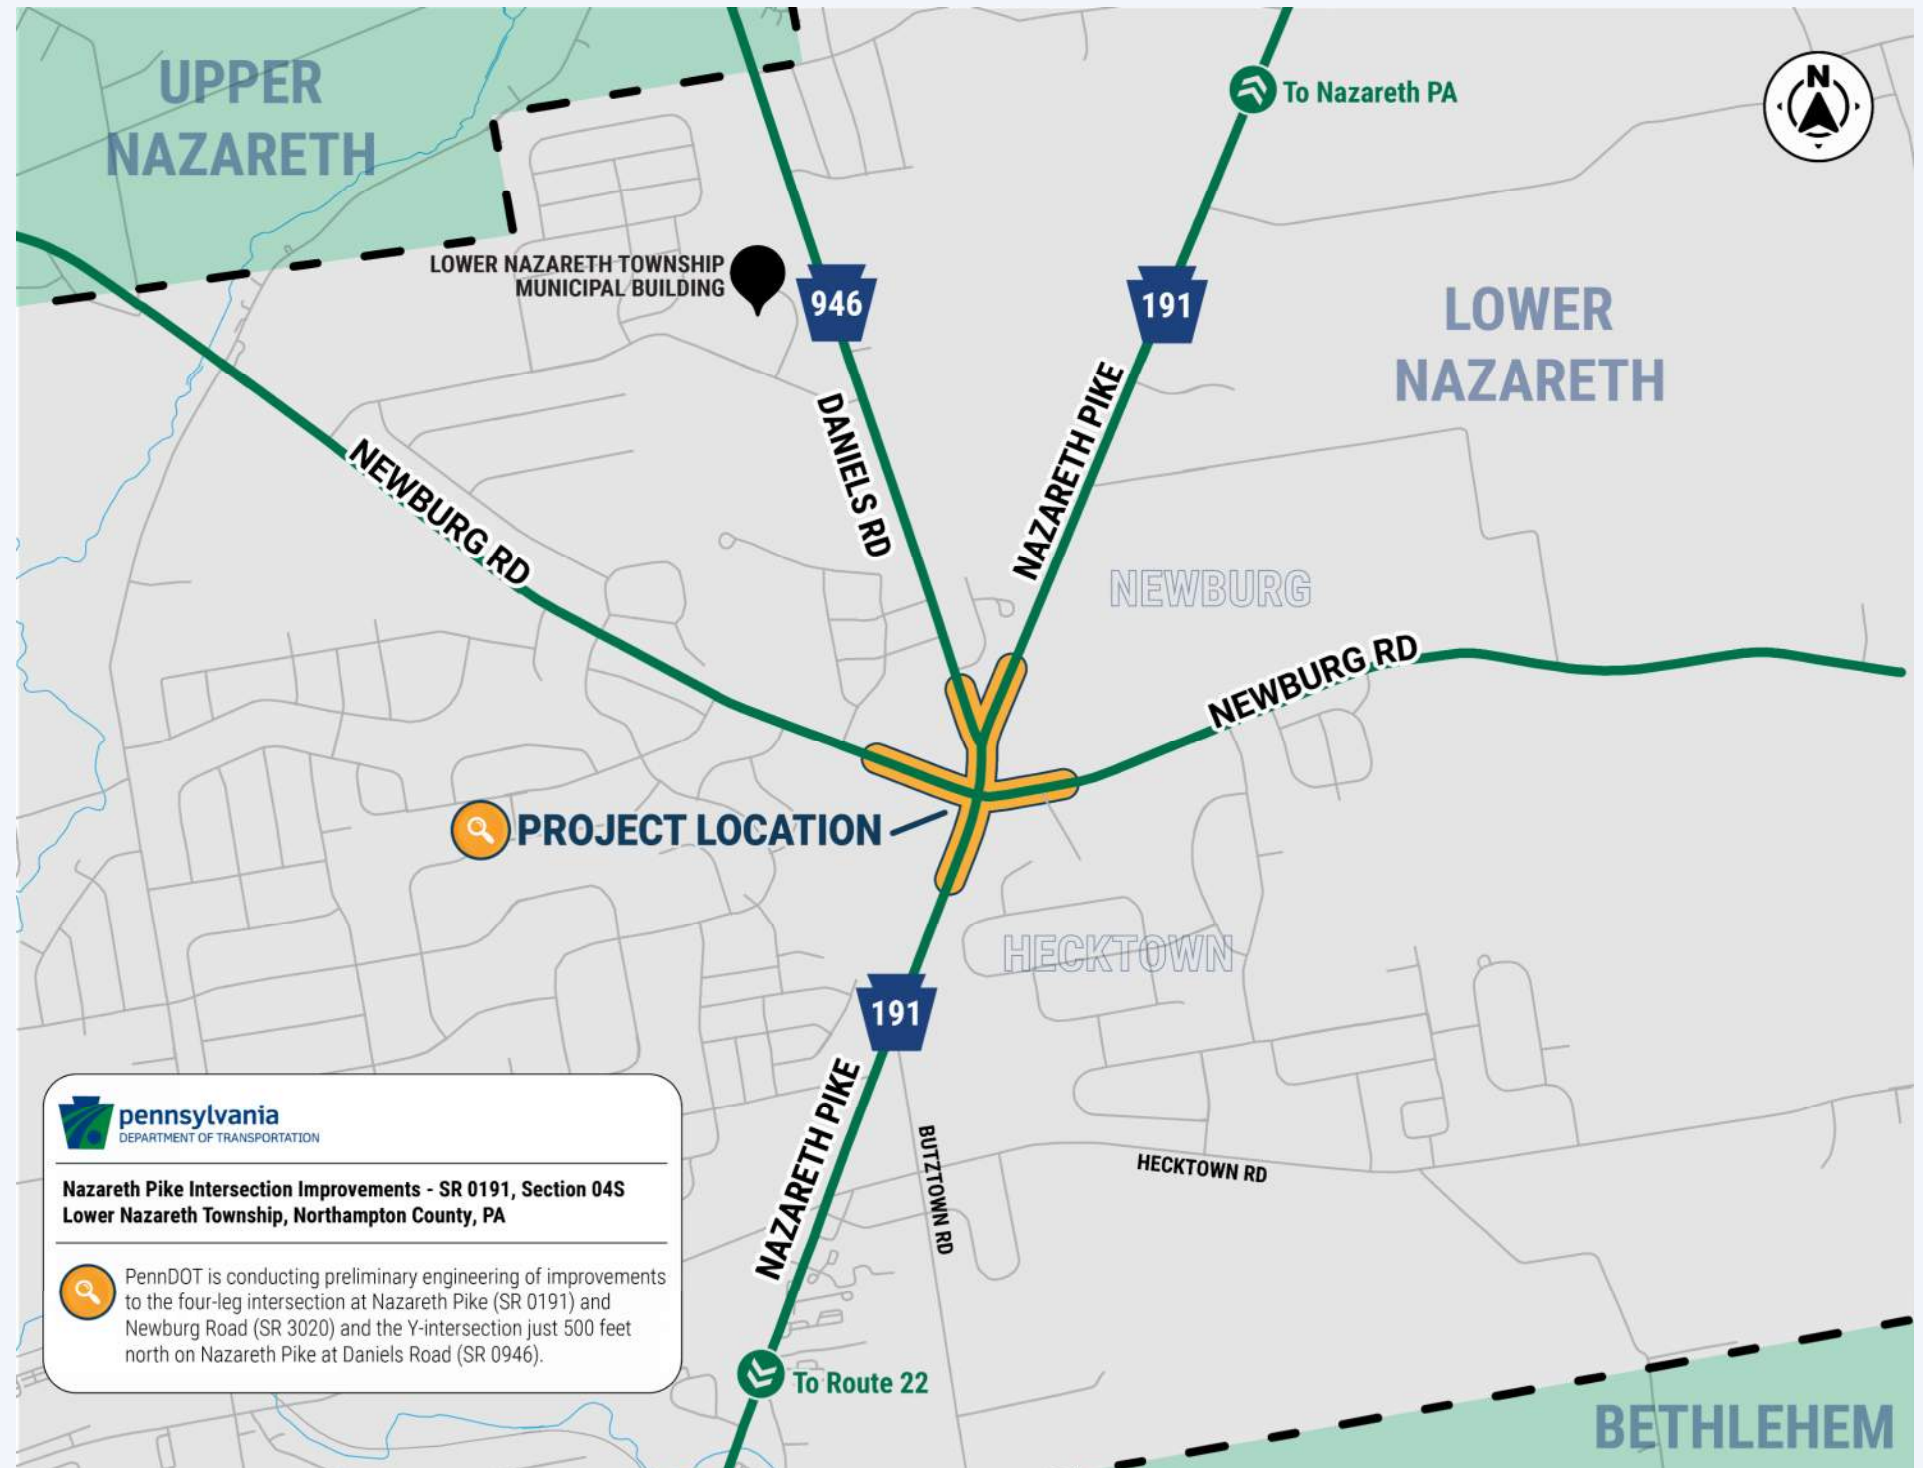 UPPER
NAZARETH
To Nazareth PA
N
LOWER NAZARETH TOWNSHIP
MUNICIPAL BUILDING
946
191
LOWER
NAZARETH
DANIELS RD
NAZARETH PIKE
NEWBURG RD
NEWBURG
NEWBURG RD
PROJECT LOCATION
HECKTOWN
191
NAZARETH PIKE
BUTZTOWN RD
HECKTOWN RD
pennsylvania
DEPARTMENT OF TRANSPORTATION
Nazareth Pike Intersection Improvements - SR 0191, Section 04S
Lower Nazareth Township, Northampton County, PA
PennDOT is conducting preliminary engineering of improvements
to the four-leg intersection at Nazareth Pike (SR 0191) and
Newburg Road (SR 3020) and the Y-intersection just 500 feet
north on Nazareth Pike at Daniels Road (SR 0946).
To Route 22
BETHLEHEM